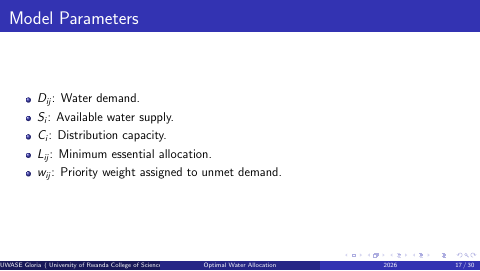 Model Parameters
D_ij: Water demand.
S_i: Available water supply.
C_i: Distribution capacity.
L_ij: Minimum essential allocation.
w_ij: Priority weight assigned to unmet demand.
UWASE Gloria ( University of Rwanda College of Science
Optimal Water Allocation
2026
17 / 30